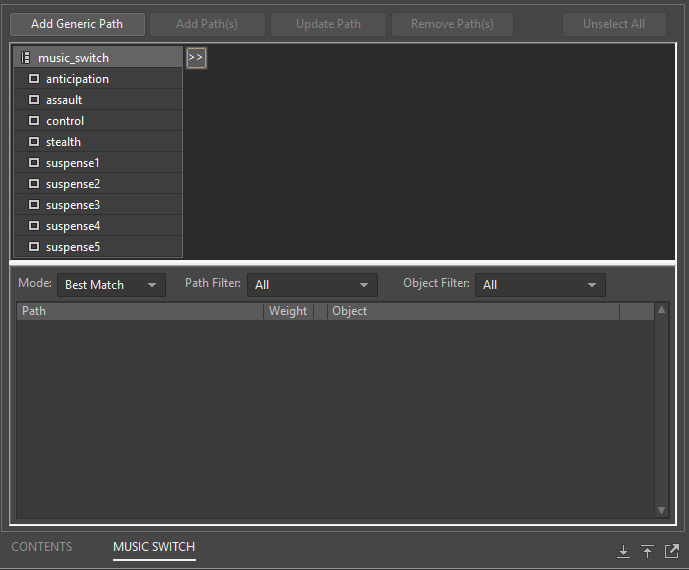 Add Generic Path Add Path(s) Update Path Remove Path(s) Unselect All
music_switch >>
anticipation
assault
control
stealth
suspense1
suspense2
suspense3
suspense4
suspense5
Mode: Best Match Path Filter: All Object Filter: All
Path Weight Object
CONTENTS MUSIC SWITCH